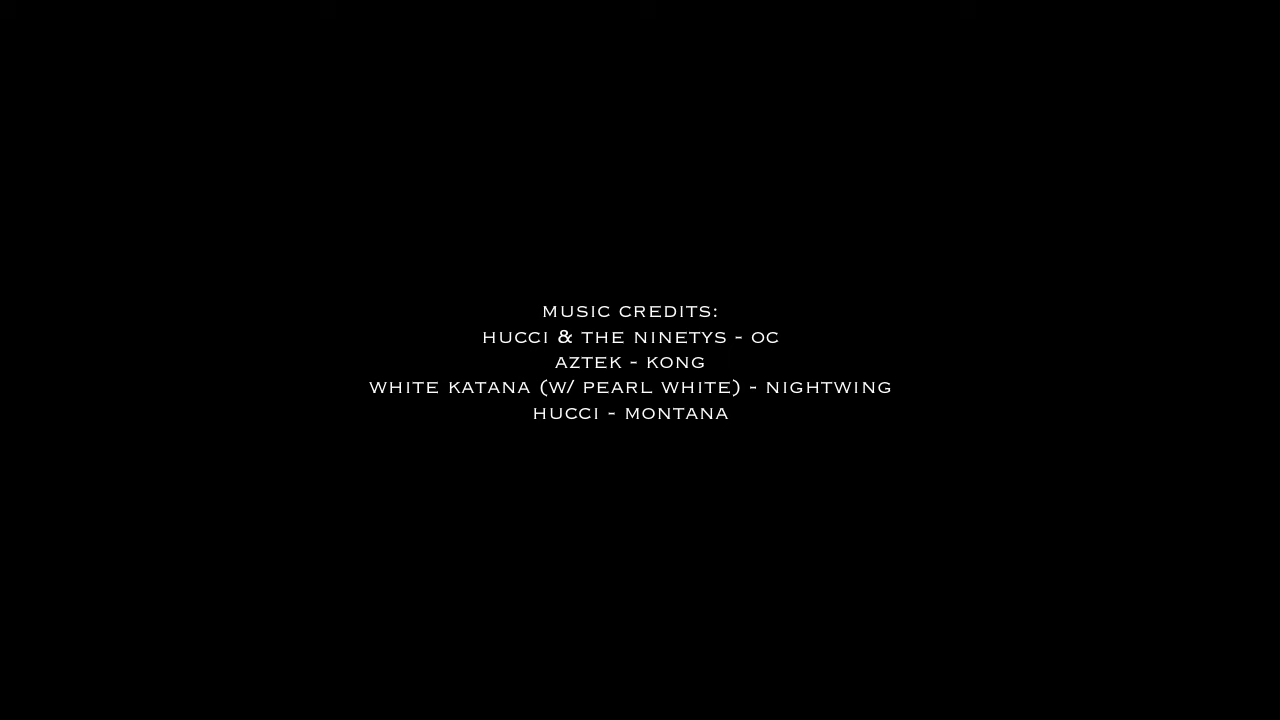 MUSIC CREDITS:
HUCCI & THE NINETYS - OC
AZTEK - KONG
WHITE KATANA (W/ PEARL WHITE) - NIGHTWING
HUCCI - MONTANA